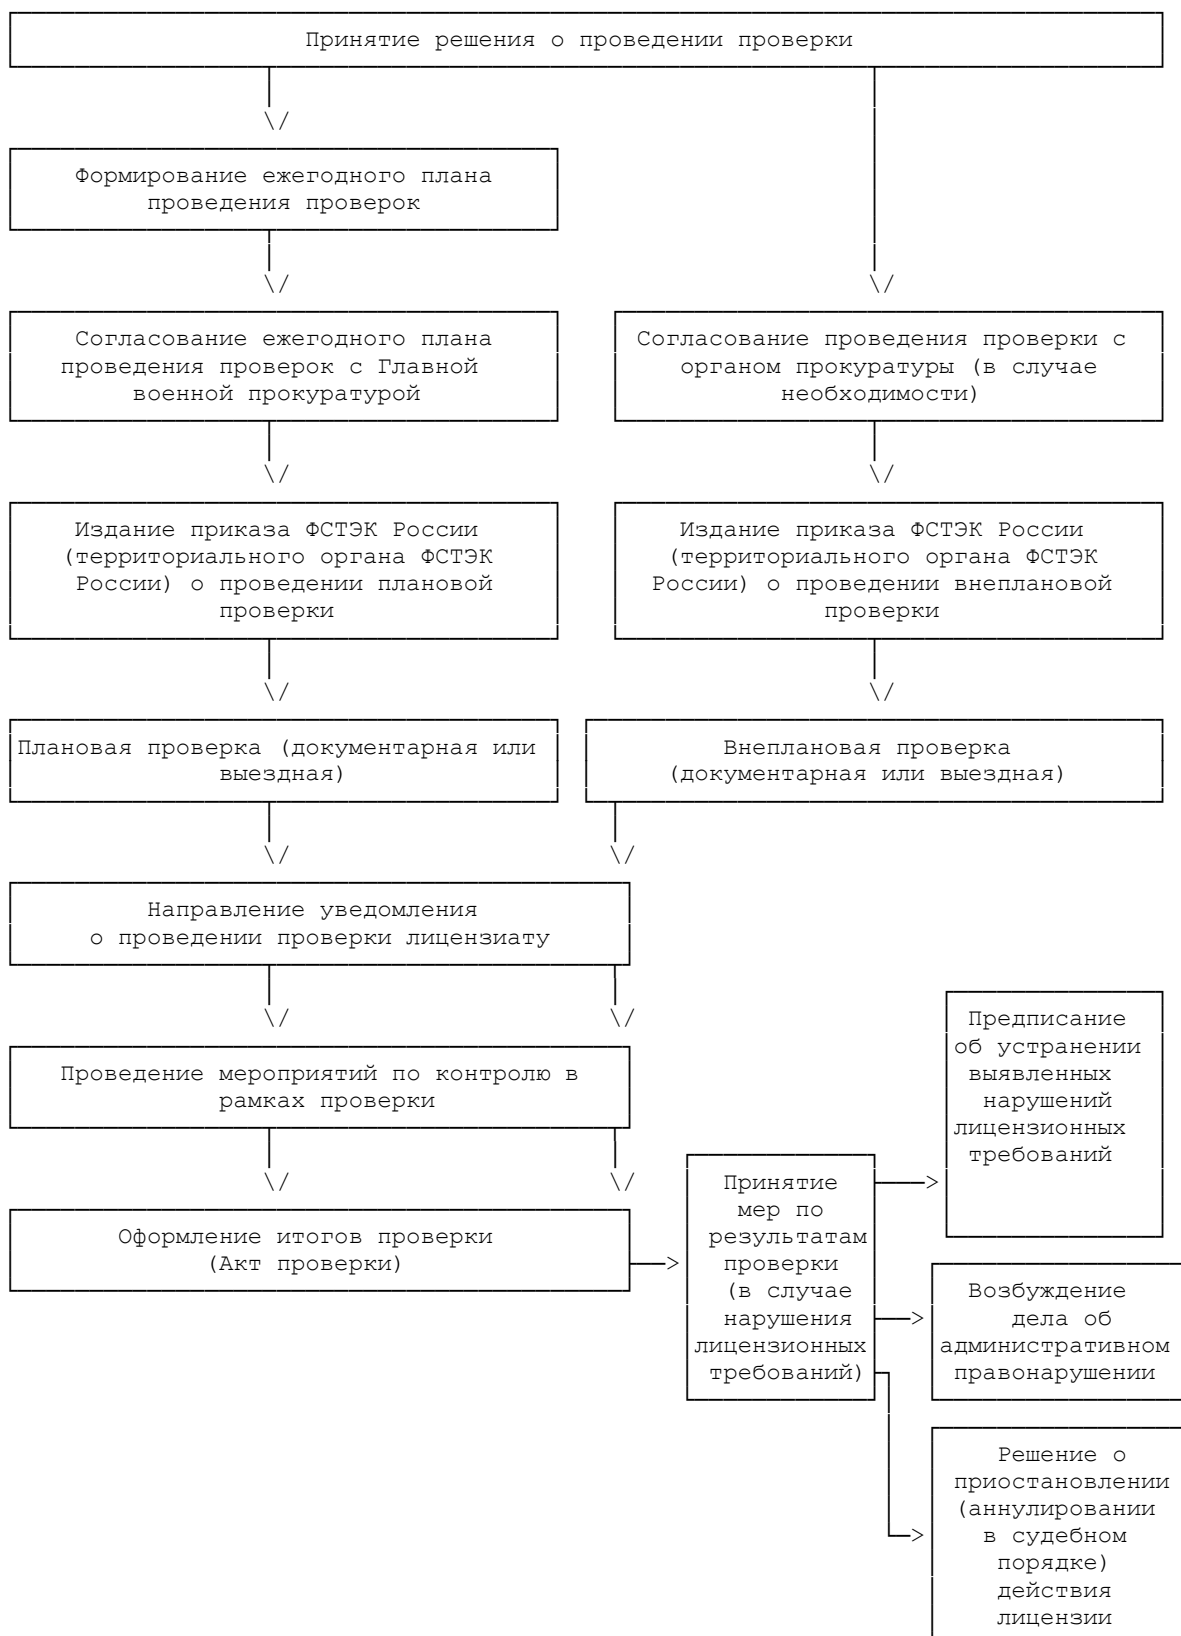 Принятие решения о проведении проверки
\/
Формирование ежегодного плана
проведения проверок
\/
\/
Согласование ежегодного плана
проведения проверок с Главной
военной прокуратурой
Согласование проведения проверки с
органом прокуратуры (в случае
необходимости)
\/
\/
Издание приказа ФСТЭК России
(территориального органа ФСТЭК
России) о проведении плановой
проверки
Издание приказа ФСТЭК России
(территориального органа ФСТЭК
России) о проведении внеплановой
проверки
\/
\/
Плановая проверка (документарная или
выездная)
Внеплановая проверка
(документарная или выездная)
\/
\/
Направление уведомления
о проведении проверки лицензиату
\/
\/
Проведение мероприятий по контролю в
рамках проверки
\/
\/
Оформление итогов проверки
(Акт проверки)
>
Принятие
мер по
результатам
проверки
(в случае
нарушения
лицензионных
требований)
>
Предписание
об устранении
выявленных
нарушений
лицензионных
требований
>
Возбуждение
дела об
административном
правонарушении
>
Решение о
приостановлении
(аннулировании
в судебном
порядке)
действия
лицензии